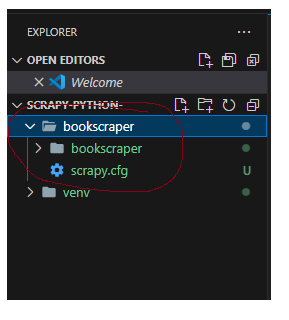 EXPLORER
OPEN EDITORS
Welcome
SCRAPY-PYTHON-
bookscraper
bookscraper
scrapy.cfg U
venv